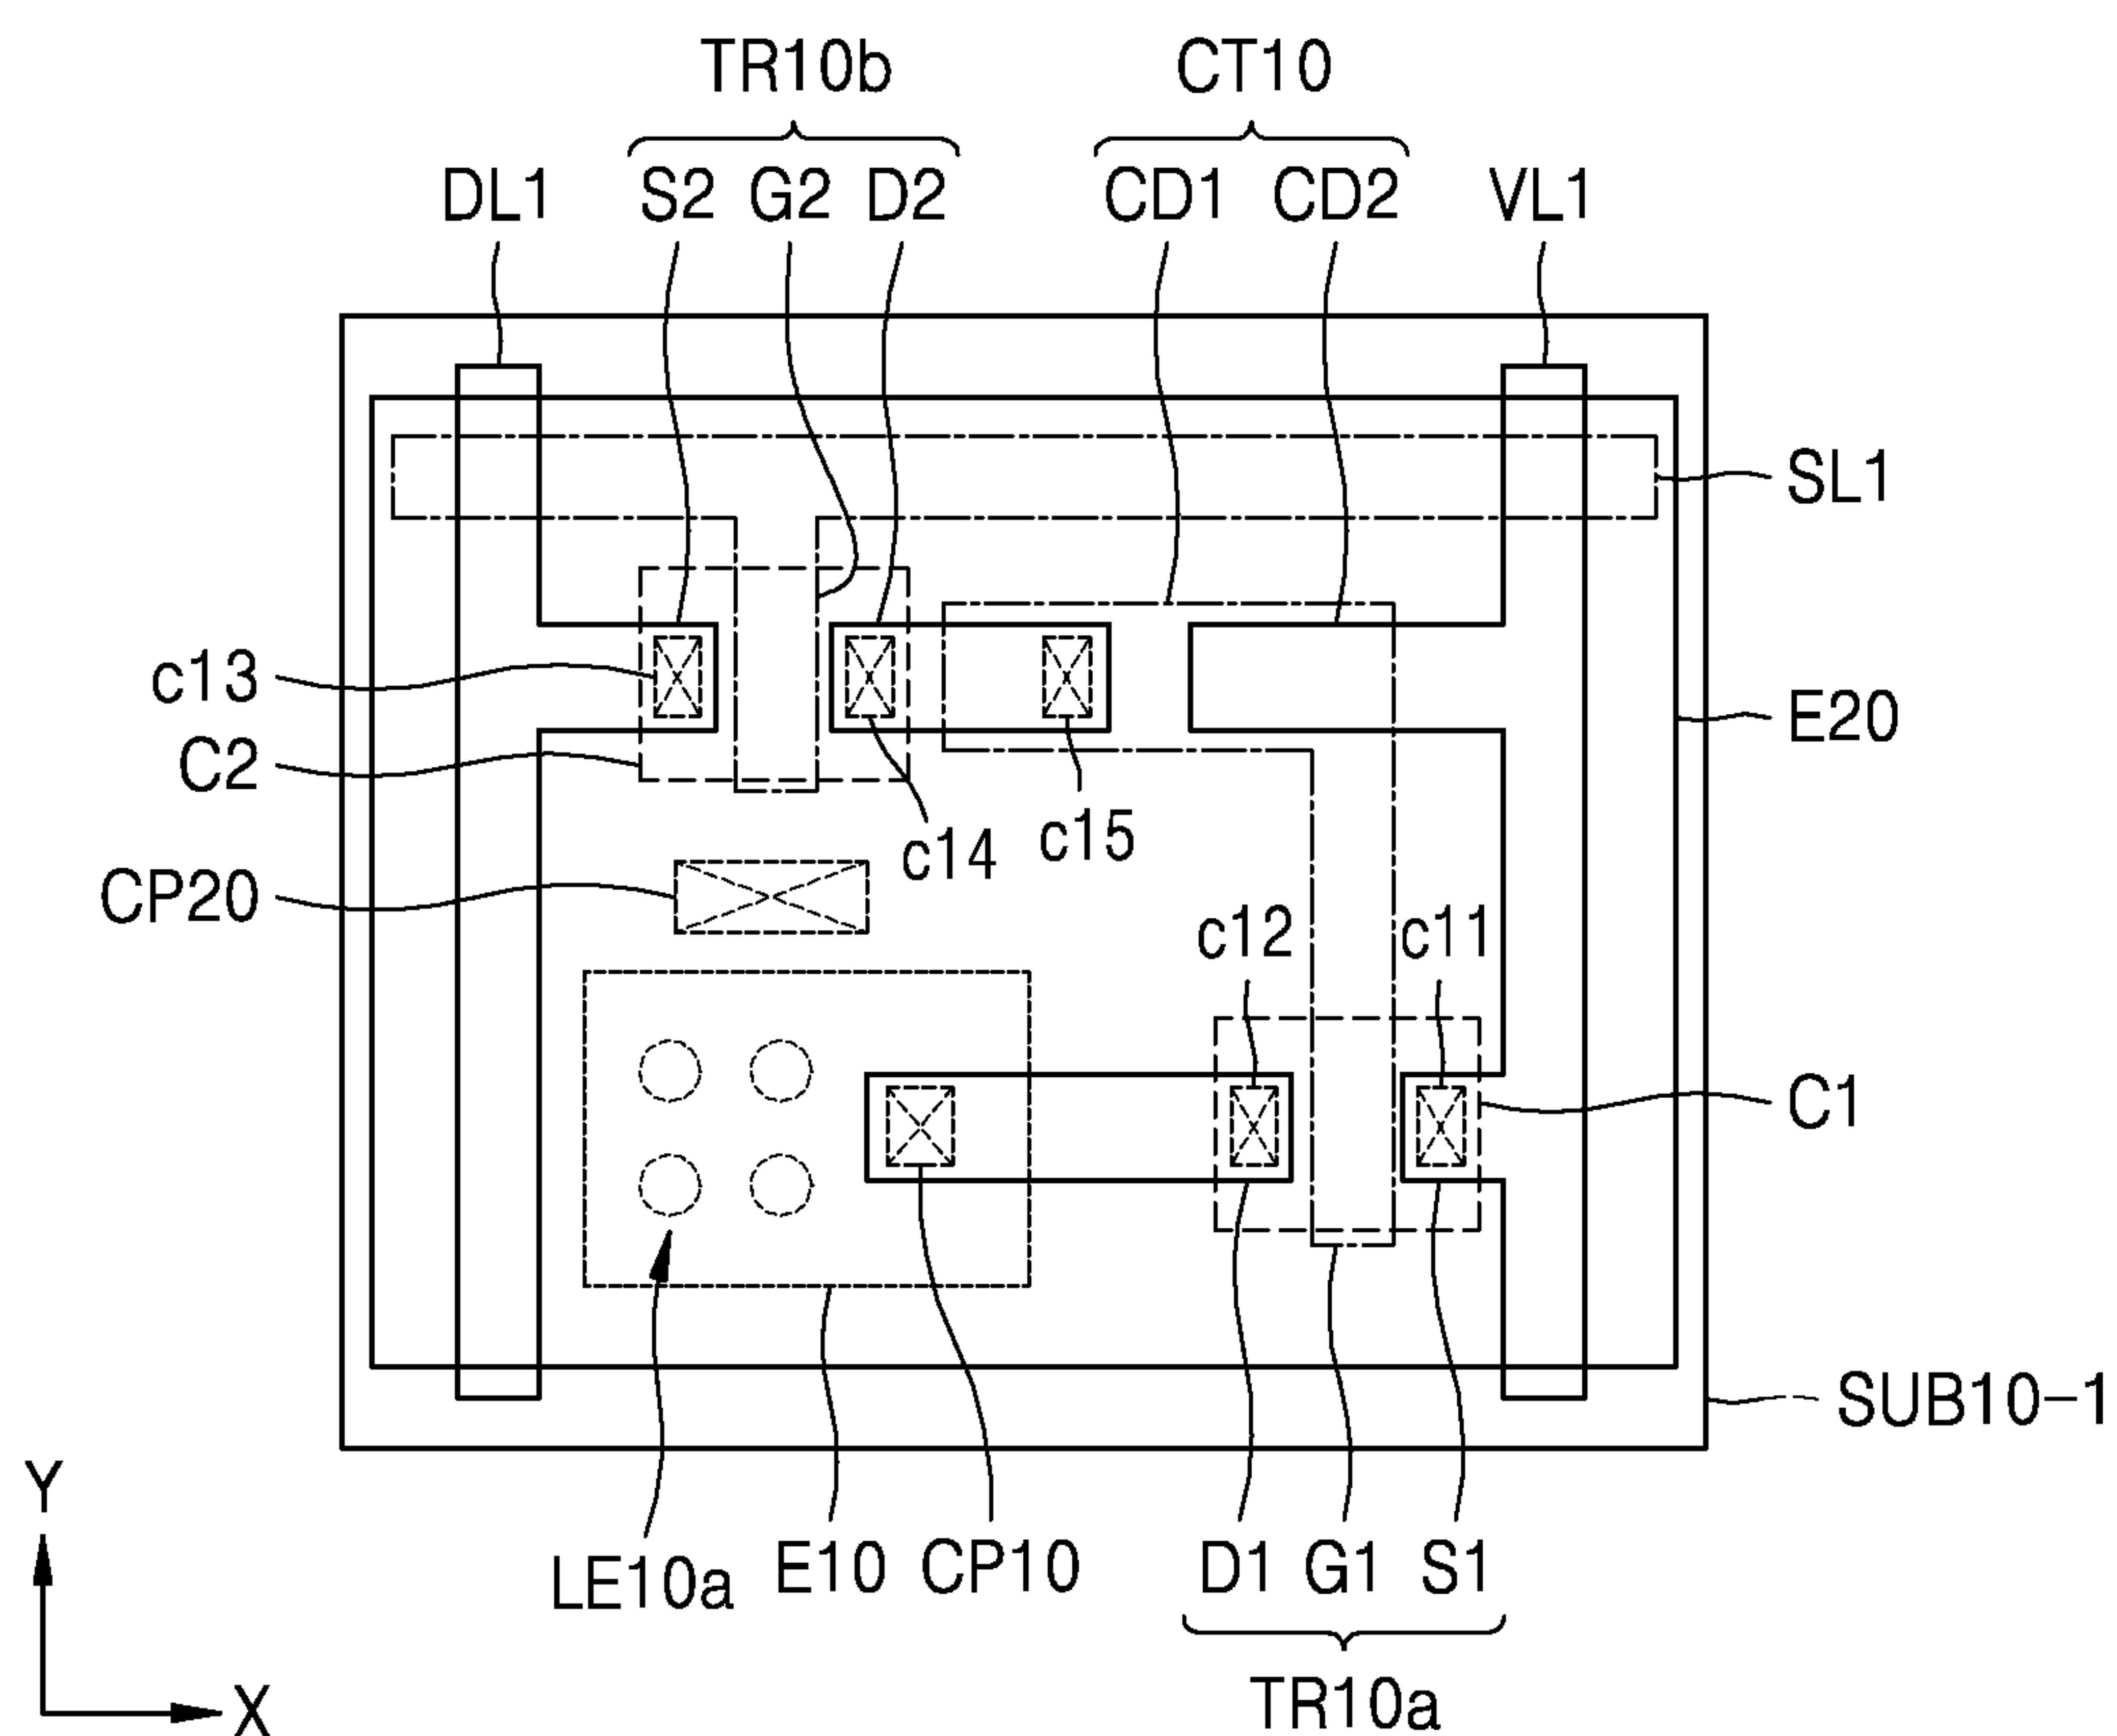 TR10b CT10
DL1 S2 G2 D2 CD1 CD2 VL1
SL1
c13
E20
C2
c14 c15
CP20
c12 c11
C1
SUB10-1
Y
LE10a E10 CP10 D1 G1 S1
X
TR10a